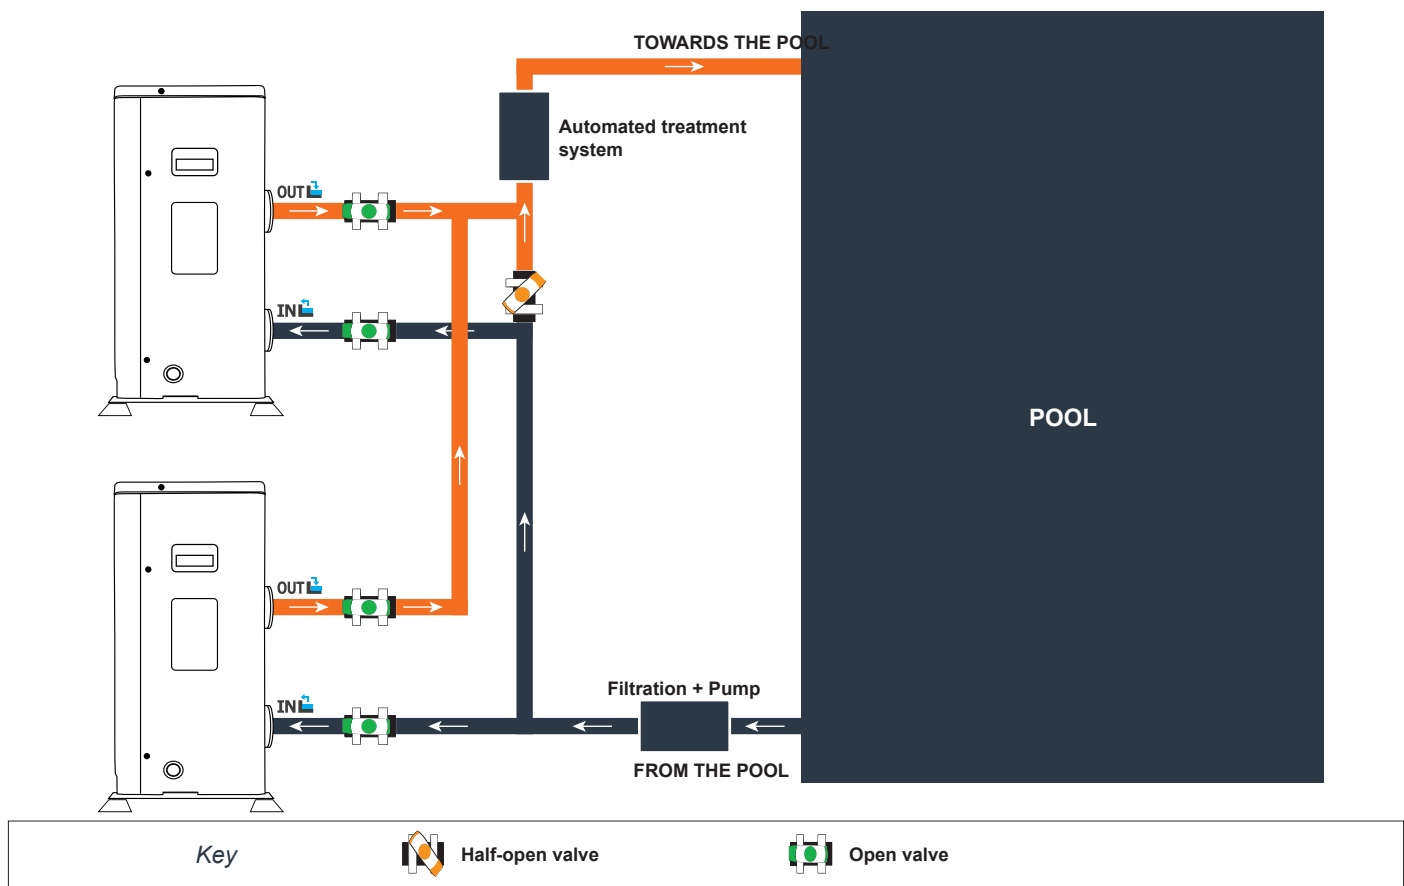 TOWARDS THE POOL
Automated treatment
system
OUT
IN
POOL
OUT
IN
Filtration + Pump
FROM THE POOL
Key
Half-open valve
Open valve